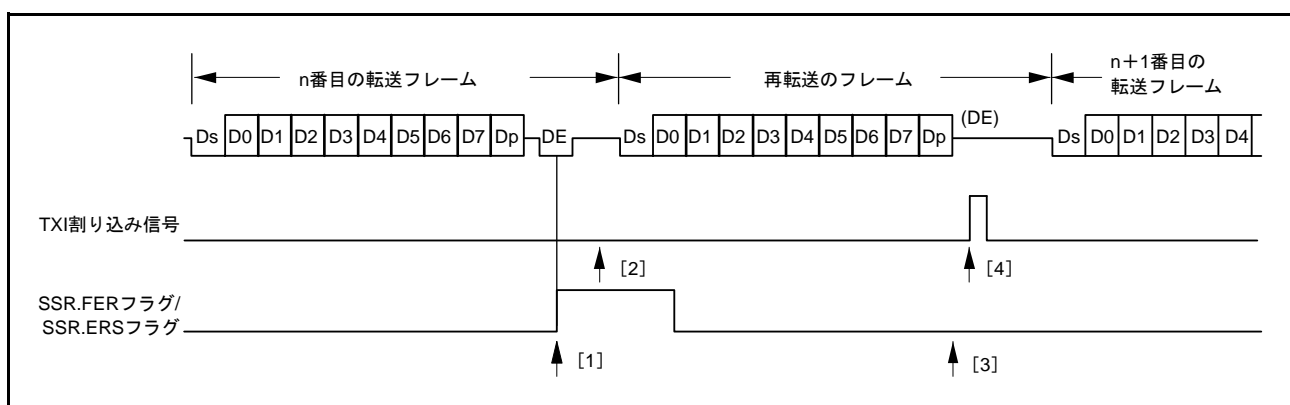 n番目の転送フレーム
再転送のフレーム
n＋1番目の
転送フレーム
Ds D0 D1 D2 D3 D4 D5 D6 D7 Dp DE Ds D0 D1 D2 D3 D4 D5 D6 D7 Dp (DE) Ds D0 D1 D2 D3 D4
TXI割り込み信号
［2］
［4］
SSR.FERフラグ/
SSR.ERSフラグ
［1］
［3］